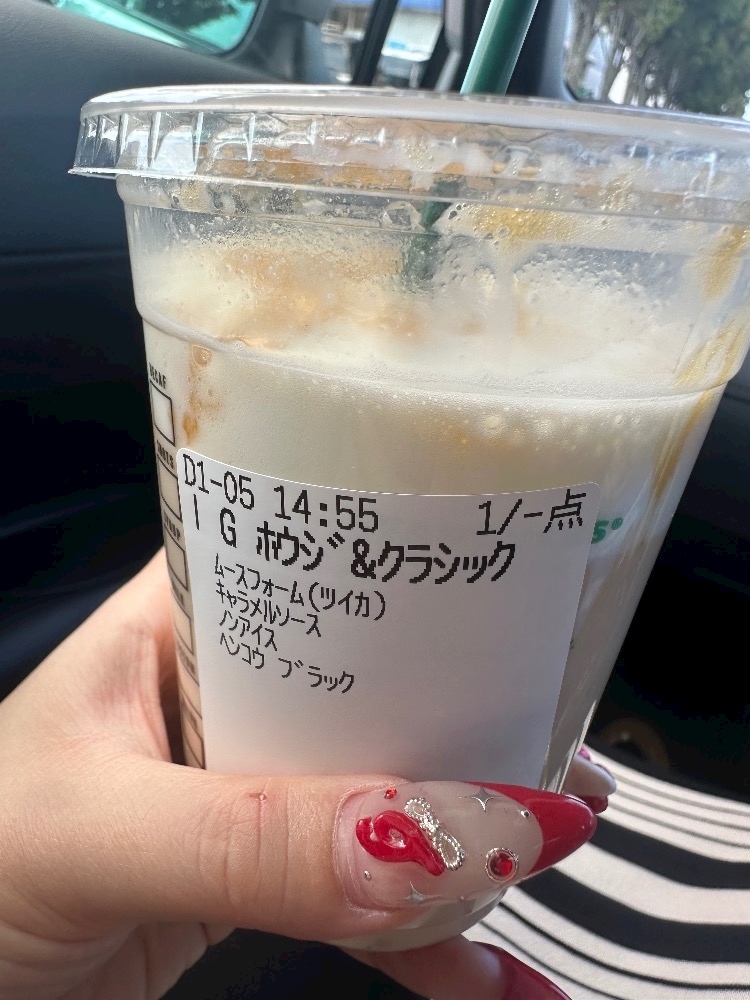 DECAF
D1-05 14:55 1/-点
I G ホウジ&クラシック
ムースフォーム(ツイカ)
キャラメルソース
ノンアイス
ヘンコウ ブラック
S®